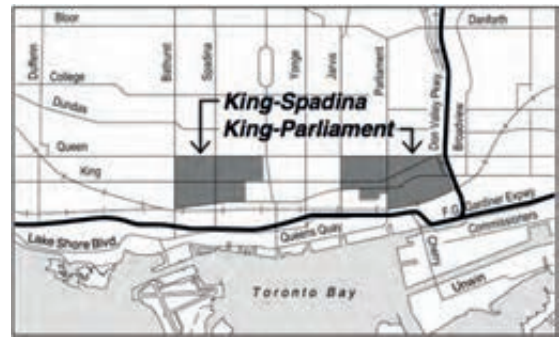 Bloor
Danforth
Dufferin
Bathurst
Spadina
Yonge
Jarvis
Parliament
Don Valley Pkwy.
Broadview
College
Dundas
King-Spadina
King-Parliament
Queen
King
F.G. Gardiner Expwy
Lake Shore Blvd.
Queens Quay
Commissioners
Cherry
Unwin
Toronto Bay